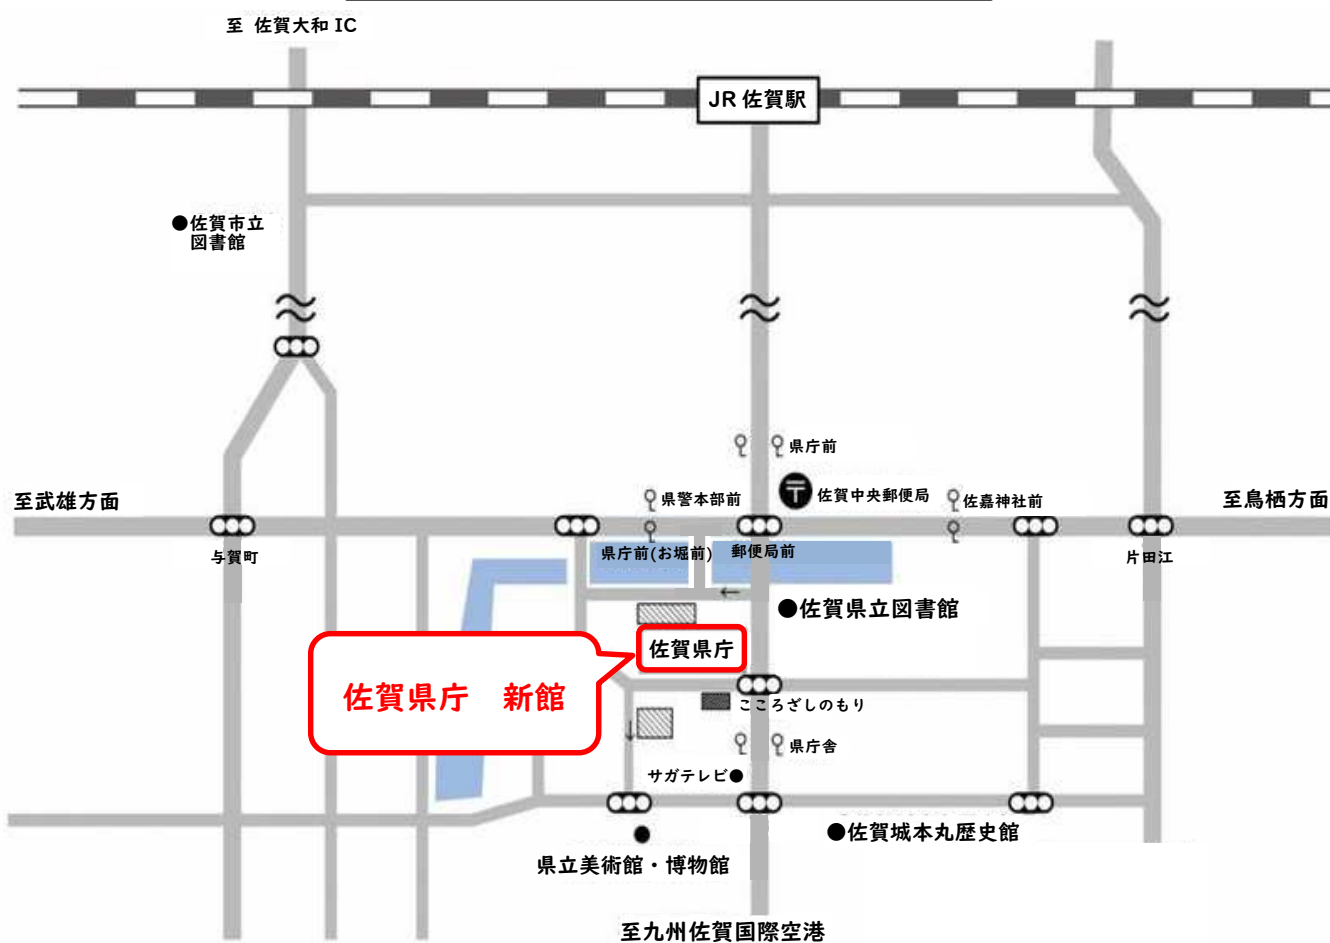 至 佐賀大和 IC
JR 佐賀駅
●佐賀市立
図書館
県庁前
至武雄方面
県警本部前
佐賀中央郵便局
佐嘉神社前
至鳥栖方面
与賀町
県庁前(お堀前)
郵便局前
片田江
●佐賀県立図書館
佐賀県庁
佐賀県庁 新館
こころざしのもり
県庁舎
サガテレビ●
●佐賀城本丸歴史館
県立美術館・博物館
至九州佐賀国際空港